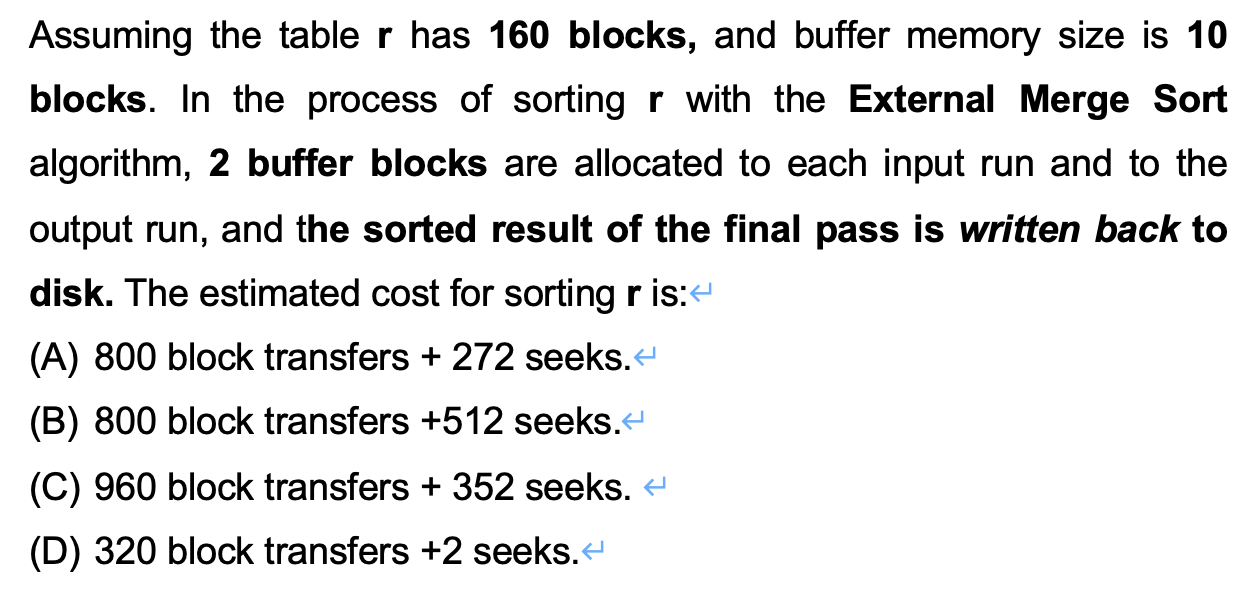 Assuming the table r has 160 blocks, and buffer memory size is 10
blocks. In the process of sorting r with the External Merge Sort
algorithm, 2 buffer blocks are allocated to each input run and to the
output run, and the sorted result of the final pass is written back to
disk. The estimated cost for sorting r is:↵
(A) 800 block transfers + 272 seeks.↵
(B) 800 block transfers +512 seeks.↵
(C) 960 block transfers + 352 seeks. ↵
(D) 320 block transfers +2 seeks.↵